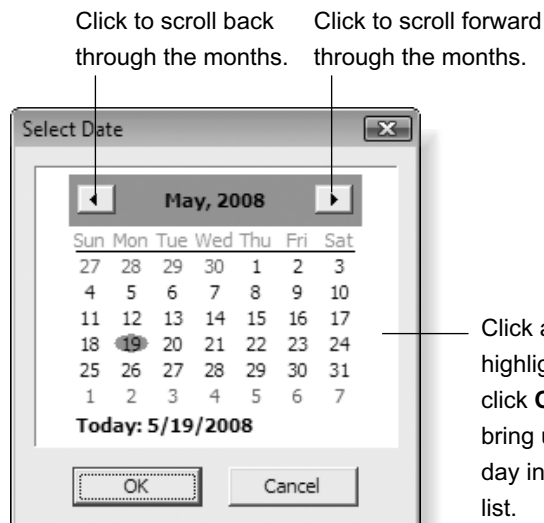 Click to scroll back
through the months.
Click to scroll forward
through the months.
Select Date
May, 2008
Sun Mon Tue Wed Thu Fri Sat
27 28 29 30 1 2 3
4 5 6 7 8 9 10
11 12 13 14 15 16 17
18 19 20 21 22 23 24
25 26 27 28 29 30 31
1 2 3 4 5 6 7
Today: 5/19/2008
OK Cancel
Click
highlig
click
bring
day in
list.